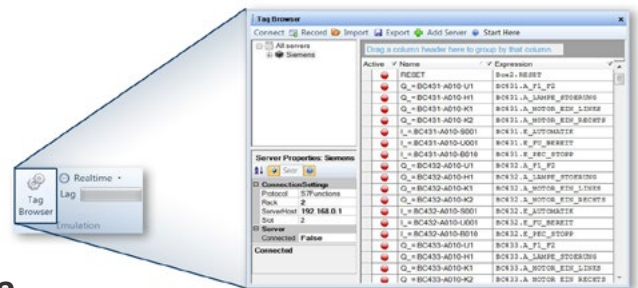 Tag Browser
Connect Record Import Export Add Server Start Here
All servers
Siemens
Drag a column header here to group by that column.
Active Name Expression
RESET Box2.RESET
Q_=BC431-A010-U1 BC431.A_F1_F2
Q_=BC431-A010-H1 BC431.A_LAMPE_STOERUNG
Q_=BC431-A010-K1 BC431.A_MOTOR_EIN_LINKS
Q_=BC431-A010-K2 BC431.A_MOTOR_EIN_RECHTS
I_=BC431-A010-S001 BC431.E_AUTOMATIK
I_=BC431-A010-U001 BC431.E_FU_BEREIT
I_=BC431-A010-B016 BC431.E_PEC_STOPP
Q_=BC432-A010-U1 BC432.A_F1_F2
Q_=BC432-A010-H1 BC432.A_LAMPE_STOERUNG
Q_=BC432-A010-K1 BC432.A_MOTOR_EIN_LINKS
Q_=BC432-A010-K2 BC432.A_MOTOR_EIN_RECHTS
I_=BC432-A010-S001 BC432.E_AUTOMATIK
I_=BC432-A010-U001 BC432.E_FU_BEREIT
I_=BC432-A010-B016 BC432.E_PEC_STOPP
Q_=BC433-A010-U1 BC433.A_F1_F2
Q_=BC433-A010-H1 BC433.A_LAMPE_STOERUNG
Q_=BC433-A010-K1 BC433.A_MOTOR_EIN_LINKS
Q_=BC433-A010-K2 BC433.A_MOTOR_EIN_RECHTS
Server Properties: Siemens
ConnectionSettings
Protocol S7Functions
Rack 2
ServerHost 192.168.0.1
Slot 2
Server
Connected False
Connected
Realtime
Lag
Tag
Browser
Emulation